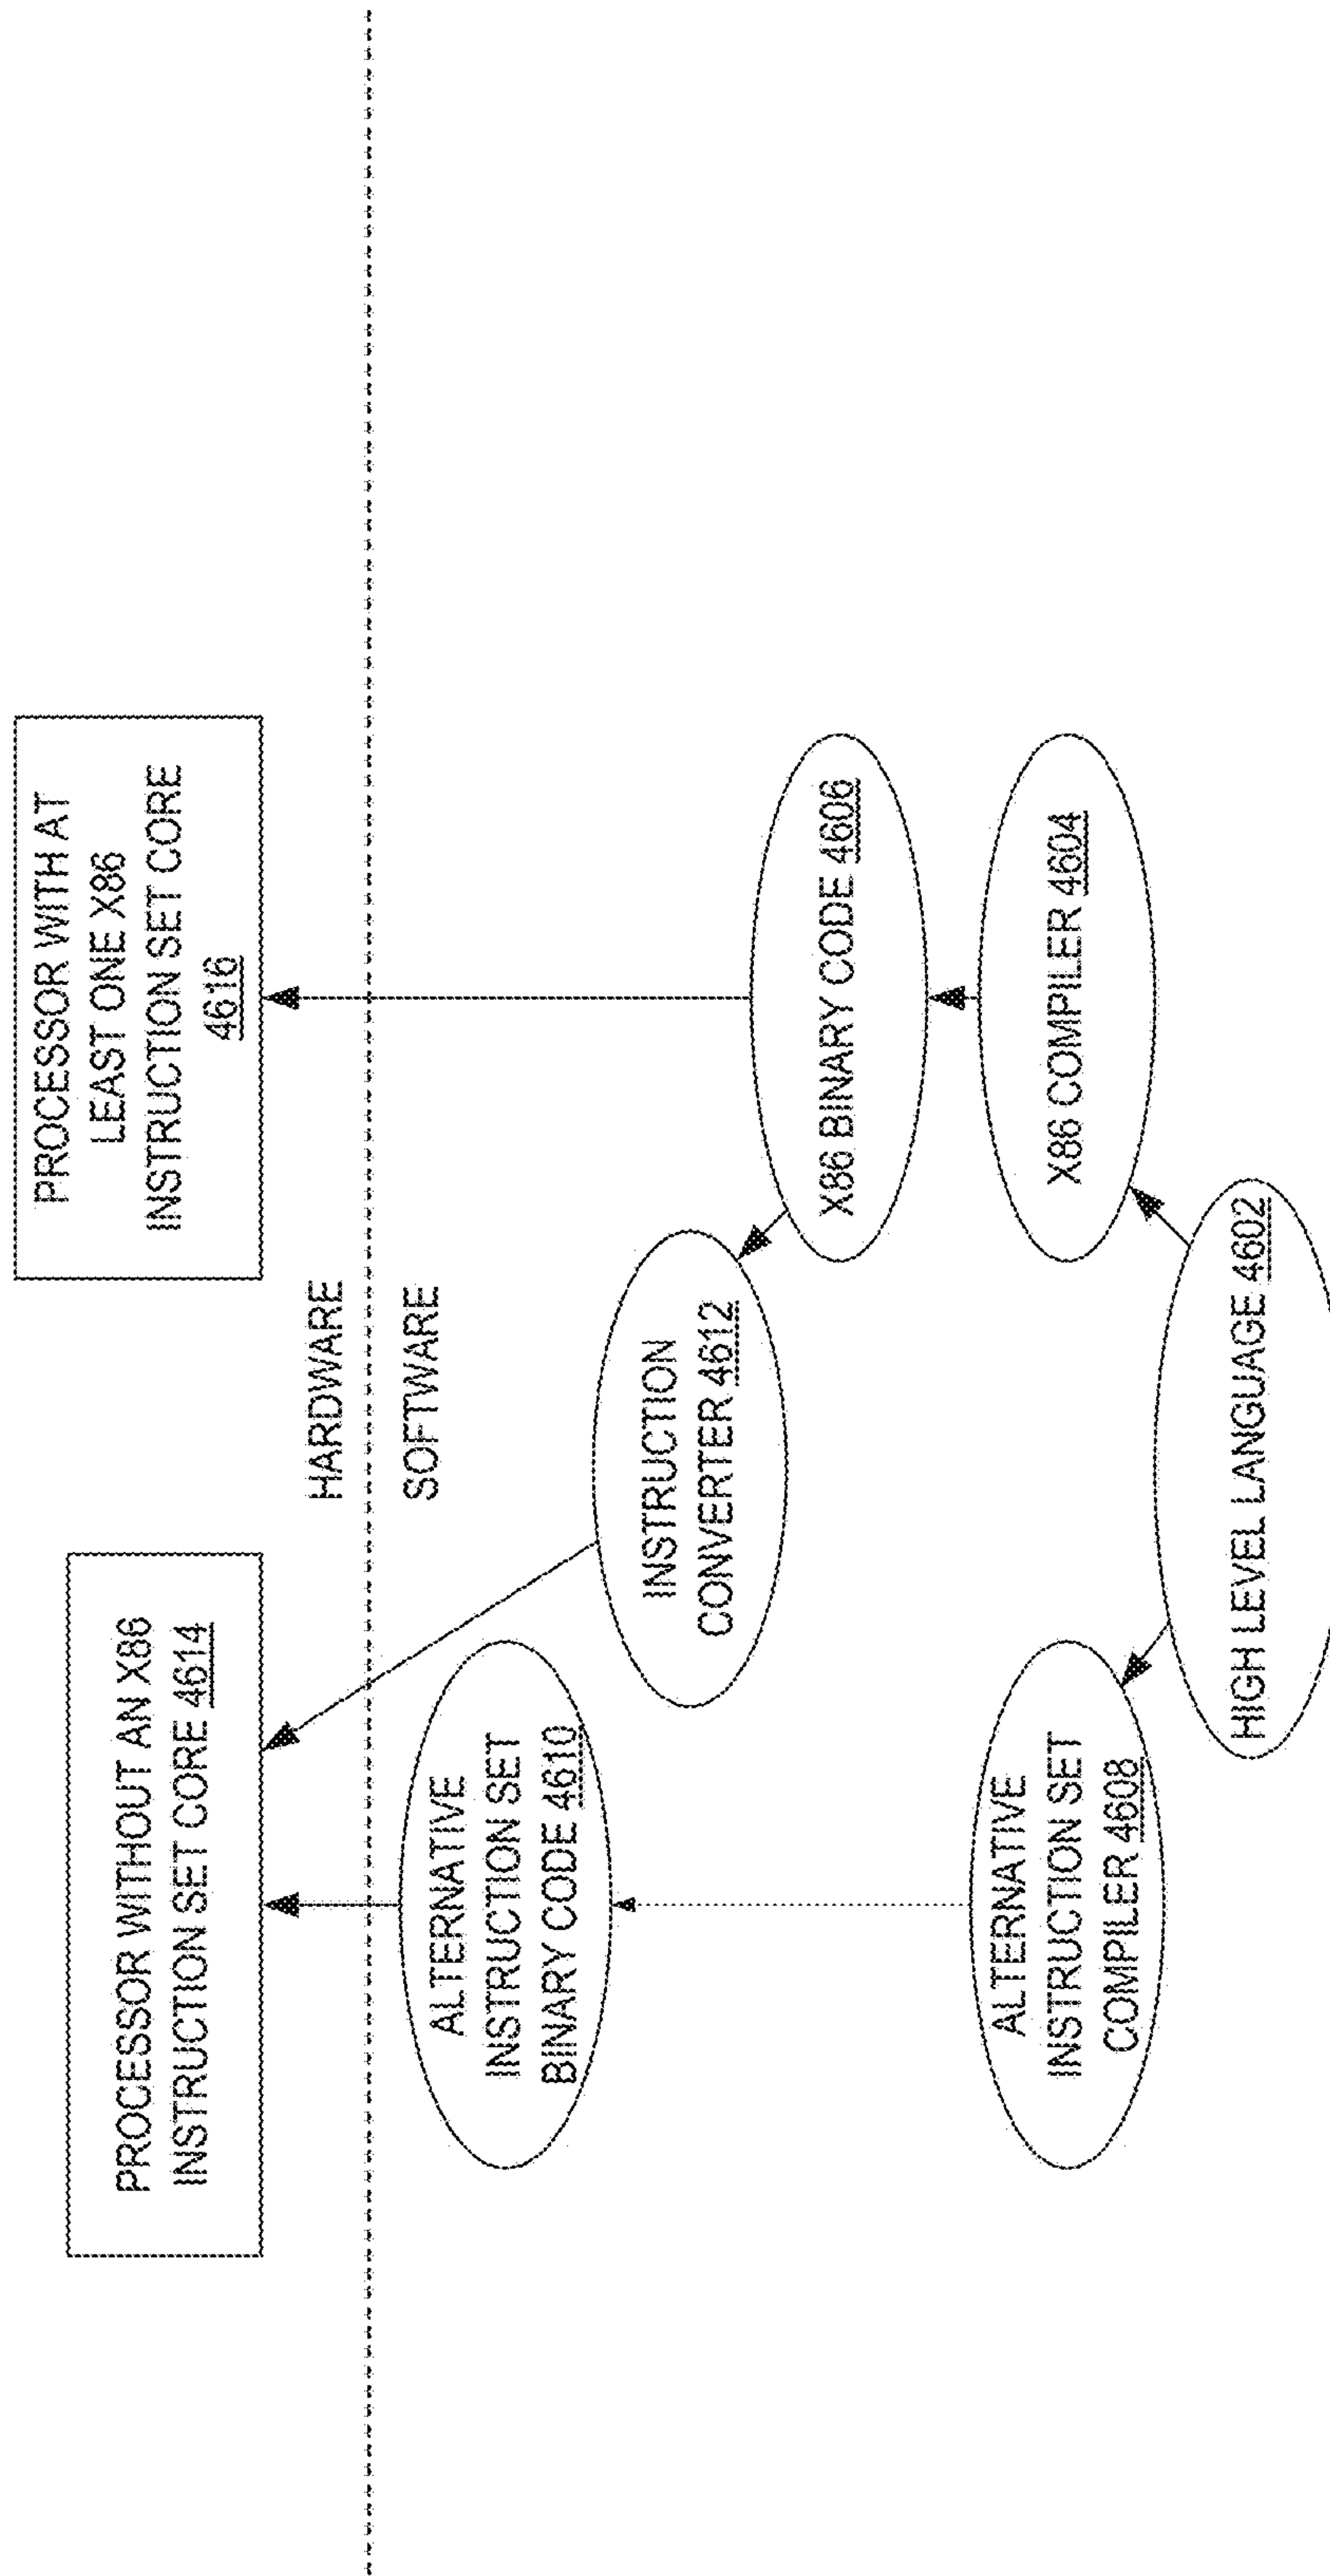 PROCESSOR WITHOUT AN X86
INSTRUCTION SET CORE 4614
PROCESSOR WITH AT
LEAST ONE X86
INSTRUCTION SET CORE
4616
HARDWARE
SOFTWARE
ALTERNATIVE
INSTRUCTION SET
BINARY CODE 4610
INSTRUCTION
CONVERTER 4612
X86 BINARY CODE 4606
ALTERNATIVE
INSTRUCTION SET
COMPILER 4608
X86 COMPILER 4604
HIGH LEVEL LANGUAGE 4602